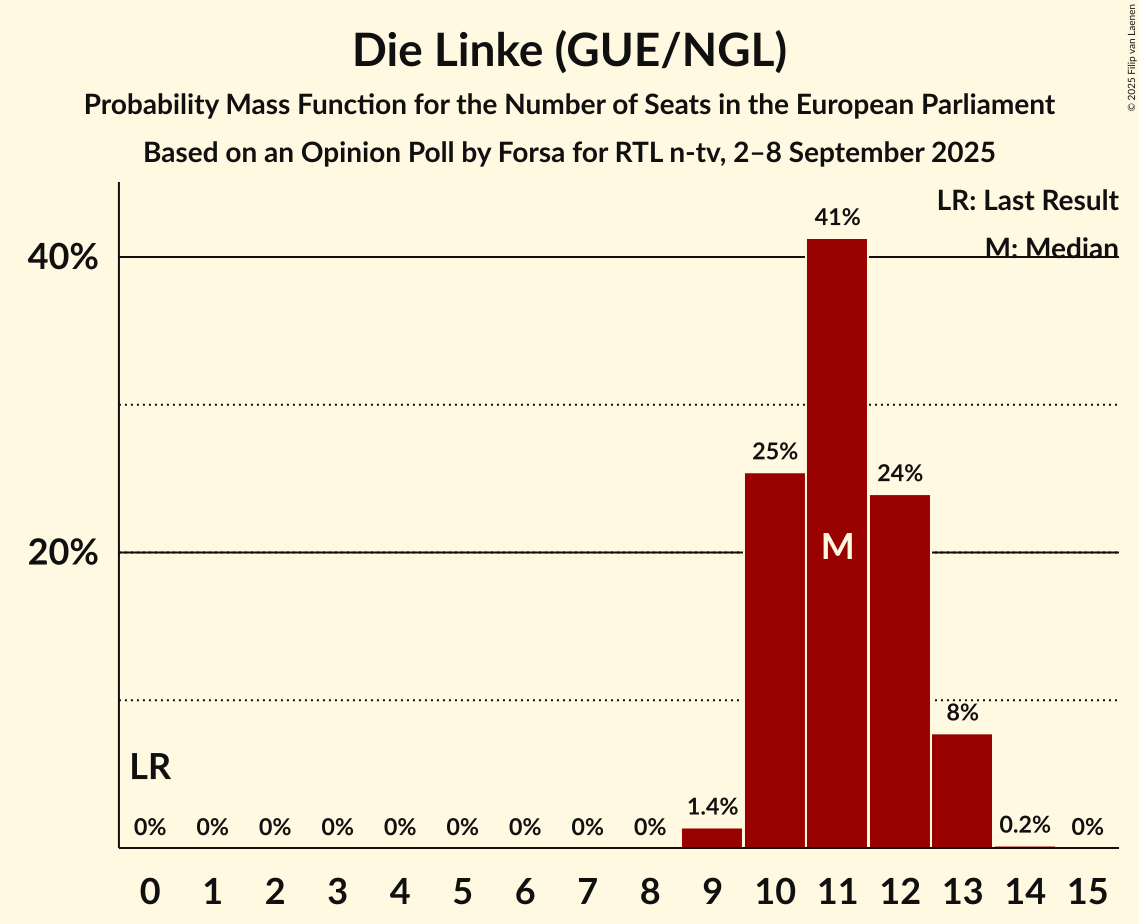 Die Linke (GUE/NGL)
Probability Mass Function for the Number of Seats in the European Parliament
Based on an Opinion Poll by Forsa for RTL n-tv, 2–8 September 2025
© 2025 Filip van Laenen
LR: Last Result
M: Median
40%
20%
41%
25%
24%
8%
1.4%
0.2%
0%
M
LR
0% 0% 0% 0% 0% 0% 0% 0% 0%
0 1 2 3 4 5 6 7 8 9 10 11 12 13 14 15